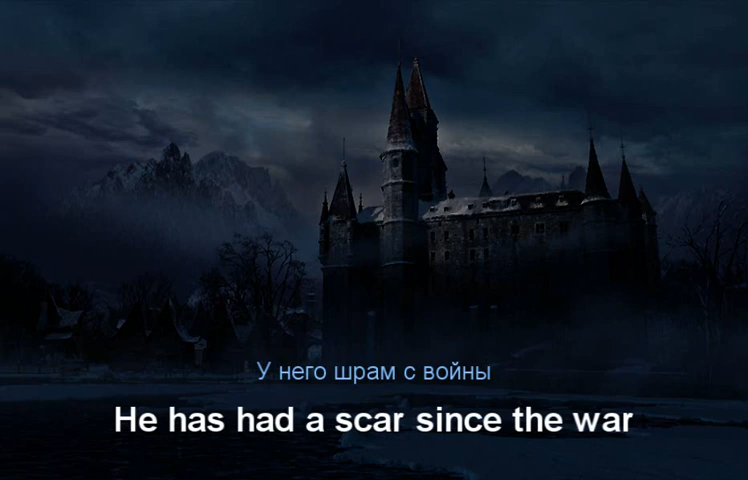 У него шрам с войны
He has had a scar since the war